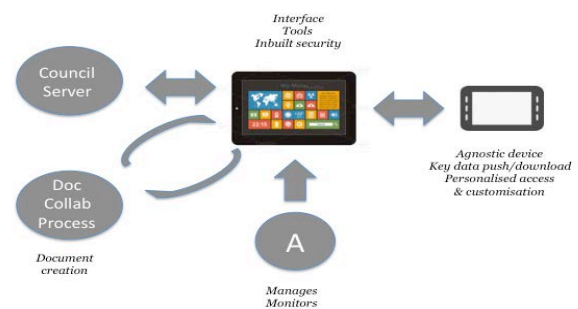 Interface
Tools
Inbuilt security
Council
Server
Agnostic device
Key data push/download
Personalised access
& customisation
Doc
Collab
Process
Document
creation
A
Manages
Monitors